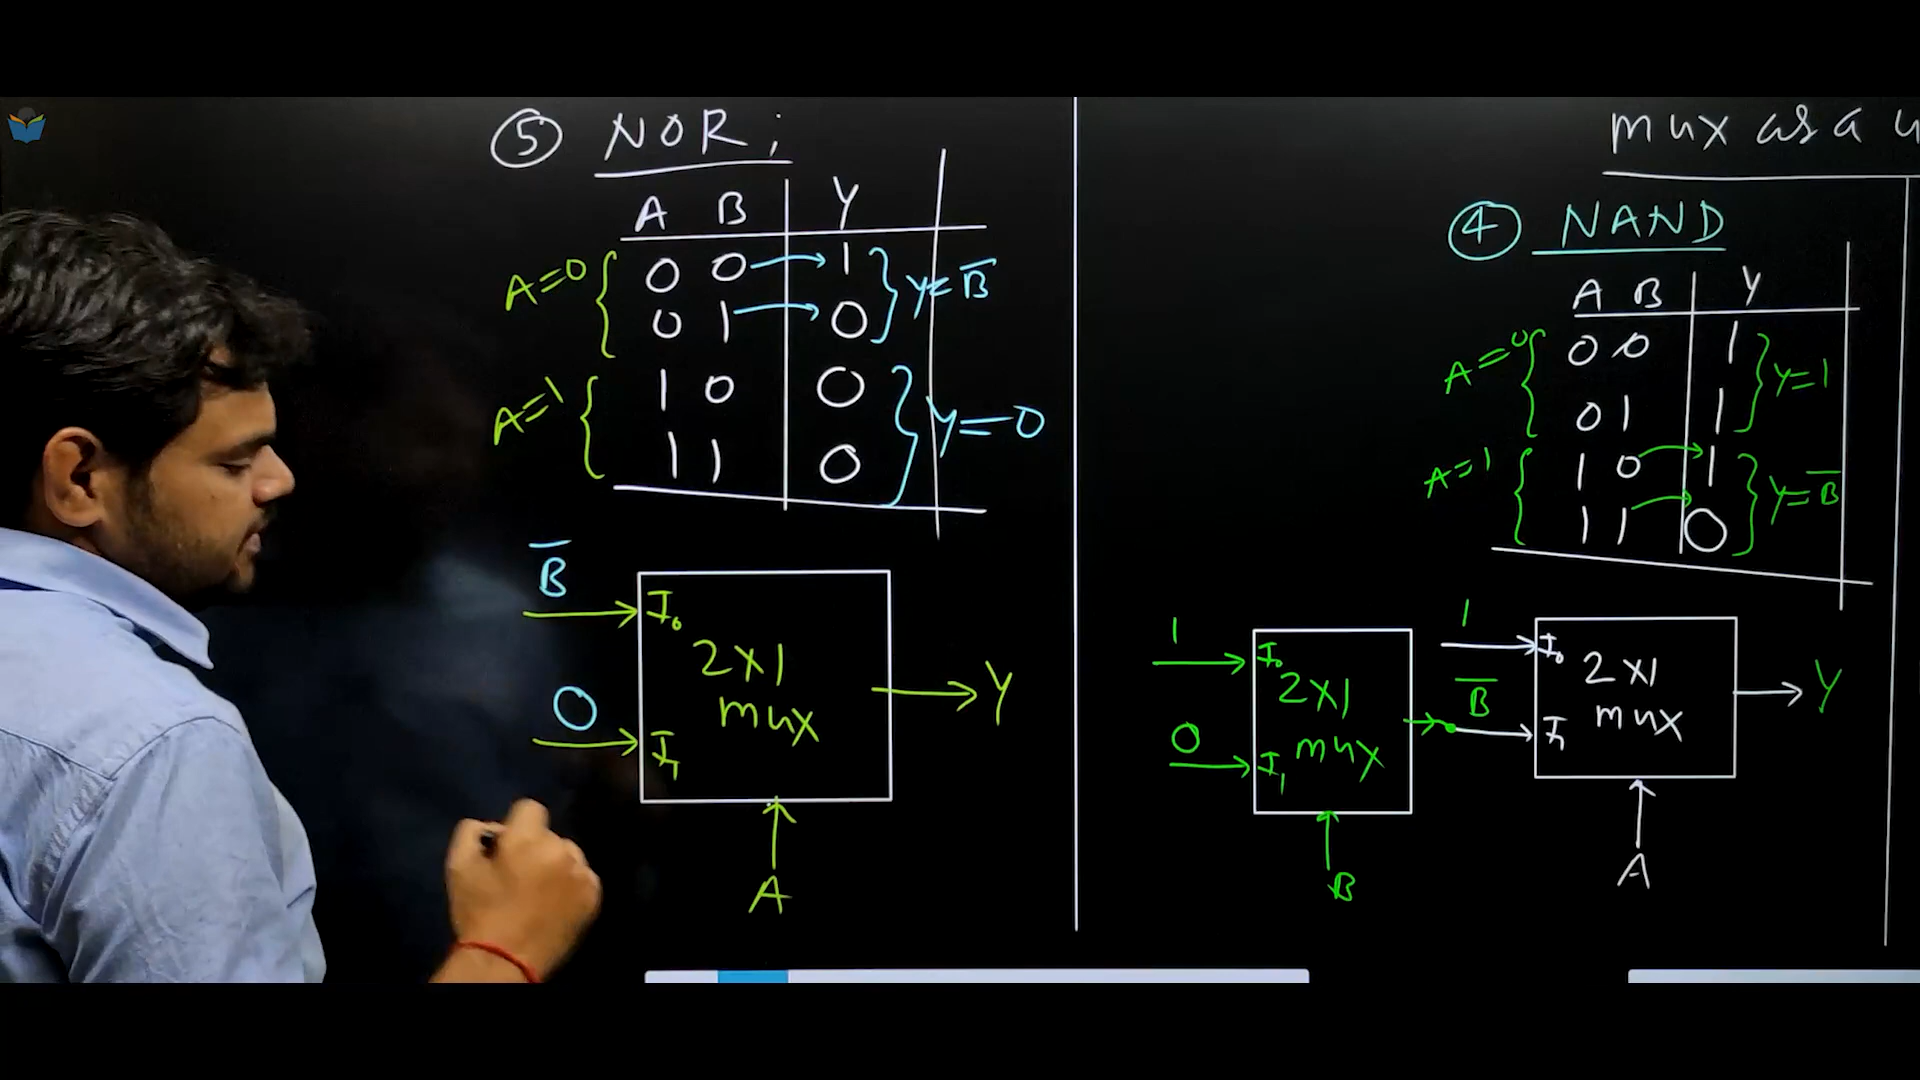 ⑤ NOR ;
A B Y
A=0
0 0 1
0 1 0
Y=B̅
A=1
1 0 0
1 1 0
Y=0
B̅
I₀
2X1
mux
0
I₁
Y
A
mux as a u
④ NAND
A B Y
A=0
0 0 1
0 1 1
Y=1
A=1
1 0 1
1 1 0
Y=B̅
1
I₀
2X1
mux
0
I₁
B
1
I₀
2X1
mux
B̅
I₁
Y
A